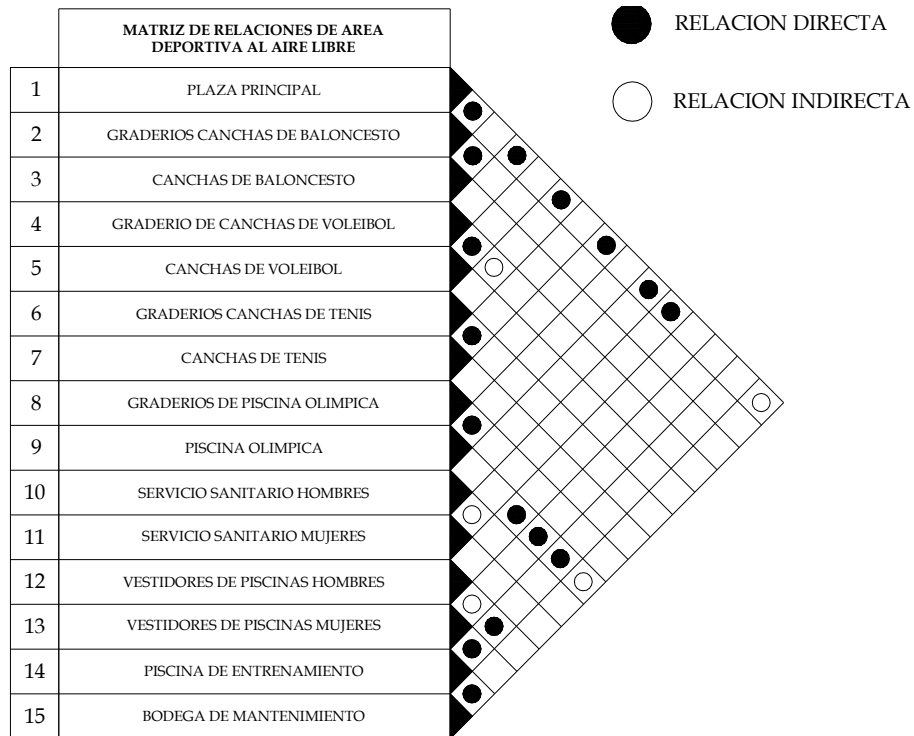 MATRIZ DE RELACIONES DE AREA
DEPORTIVA AL AIRE LIBRE
RELACION DIRECTA
RELACION INDIRECTA
1 PLAZA PRINCIPAL
2 GRADERIOS CANCHAS DE BALONCESTO
3 CANCHAS DE BALONCESTO
4 GRADERIO DE CANCHAS DE VOLEIBOL
5 CANCHAS DE VOLEIBOL
6 GRADERIOS CANCHAS DE TENIS
7 CANCHAS DE TENIS
8 GRADERIOS DE PISCINA OLIMPICA
9 PISCINA OLIMPICA
10 SERVICIO SANITARIO HOMBRES
11 SERVICIO SANITARIO MUJERES
12 VESTIDORES DE PISCINAS HOMBRES
13 VESTIDORES DE PISCINAS MUJERES
14 PISCINA DE ENTRENAMIENTO
15 BODEGA DE MANTENIMIENTO